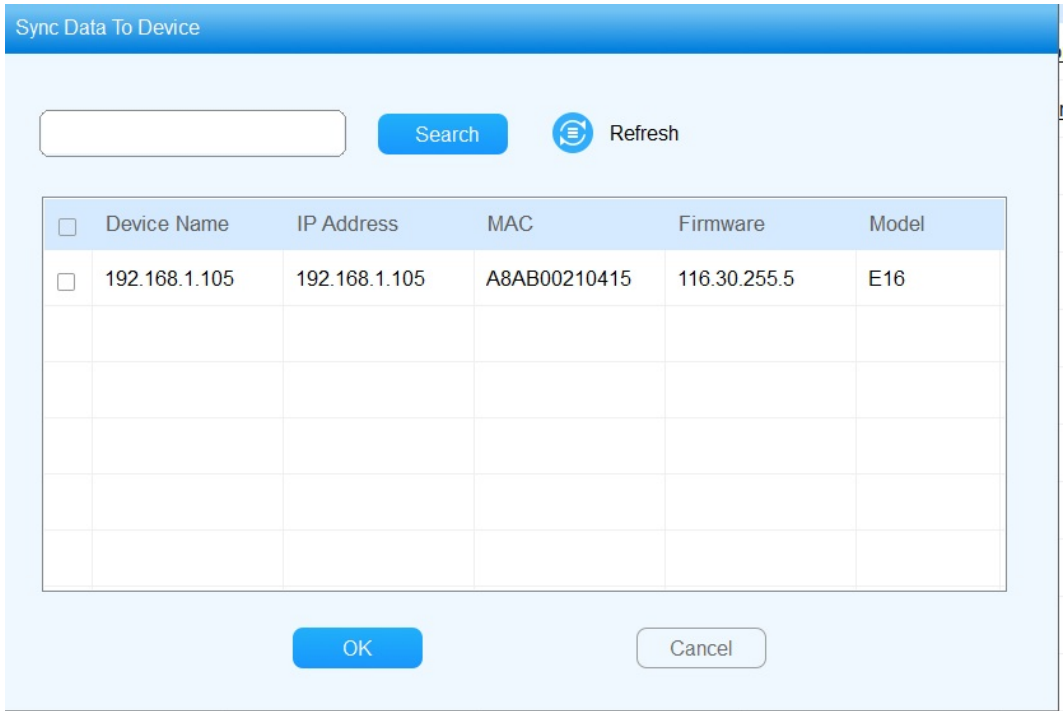 Sync Data To Device
Search Refresh
Device Name IP Address MAC Firmware Model
192.168.1.105 192.168.1.105 A8AB00210415 116.30.255.5 E16
OK Cancel